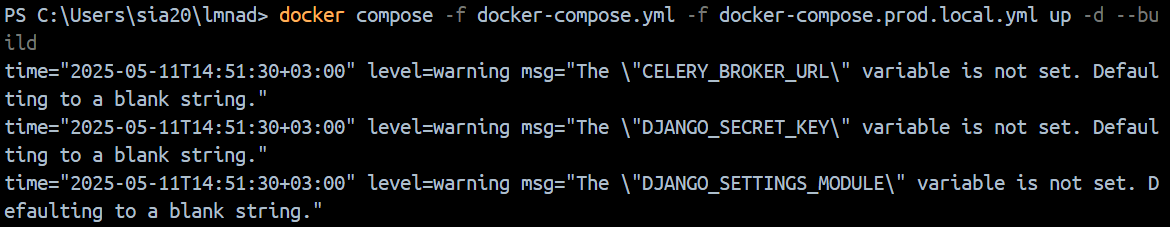 PS C:\Users\sia20\lmnad> docker compose -f docker-compose.yml -f docker-compose.prod.local.yml up -d --bu
ild
time="2025-05-11T14:51:30+03:00" level=warning msg="The \"CELERY_BROKER_URL\" variable is not set. Defaul
ting to a blank string."
time="2025-05-11T14:51:30+03:00" level=warning msg="The \"DJANGO_SECRET_KEY\" variable is not set. Defaul
ting to a blank string."
time="2025-05-11T14:51:30+03:00" level=warning msg="The \"DJANGO_SETTINGS_MODULE\" variable is not set. D
efaulting to a blank string."